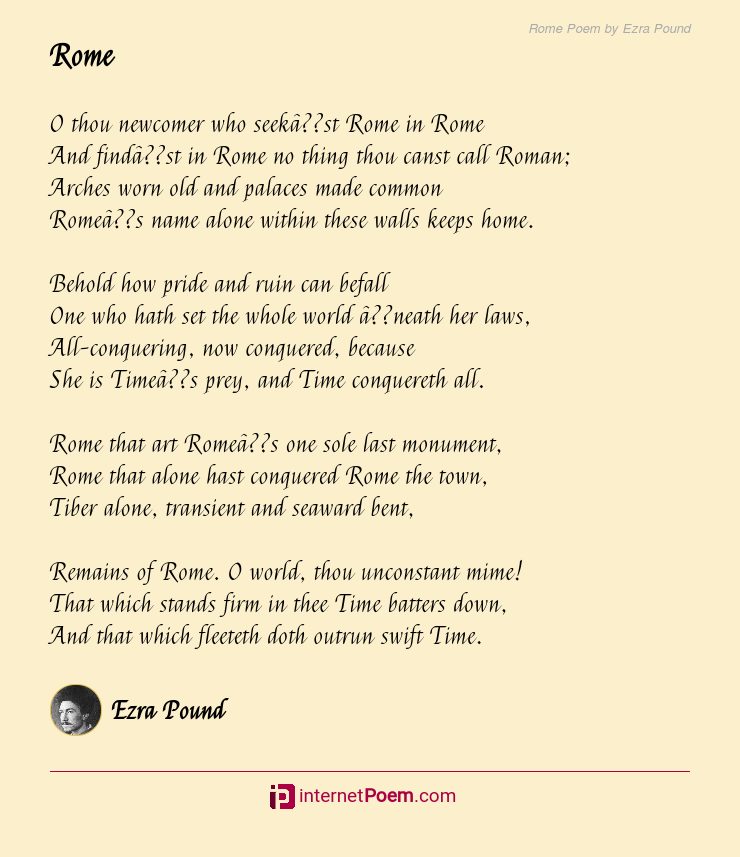 Rome Poem by Ezra Pound
Rome
O thou newcomer who seekâ??st Rome in Rome
And findâ??st in Rome no thing thou canst call Roman;
Arches worn old and palaces made common
Romeâ??s name alone within these walls keeps home.
Behold how pride and ruin can befall
One who hath set the whole world â??neath her laws,
All-conquering, now conquered, because
She is Timeâ??s prey, and Time conquereth all.
Rome that art Romeâ??s one sole last monument,
Rome that alone hast conquered Rome the town,
Tiber alone, transient and seaward bent,
Remains of Rome. O world, thou unconstant mime!
That which stands firm in thee Time batters down,
And that which fleeteth doth outrun swift Time.
Ezra Pound
internetPoem.com